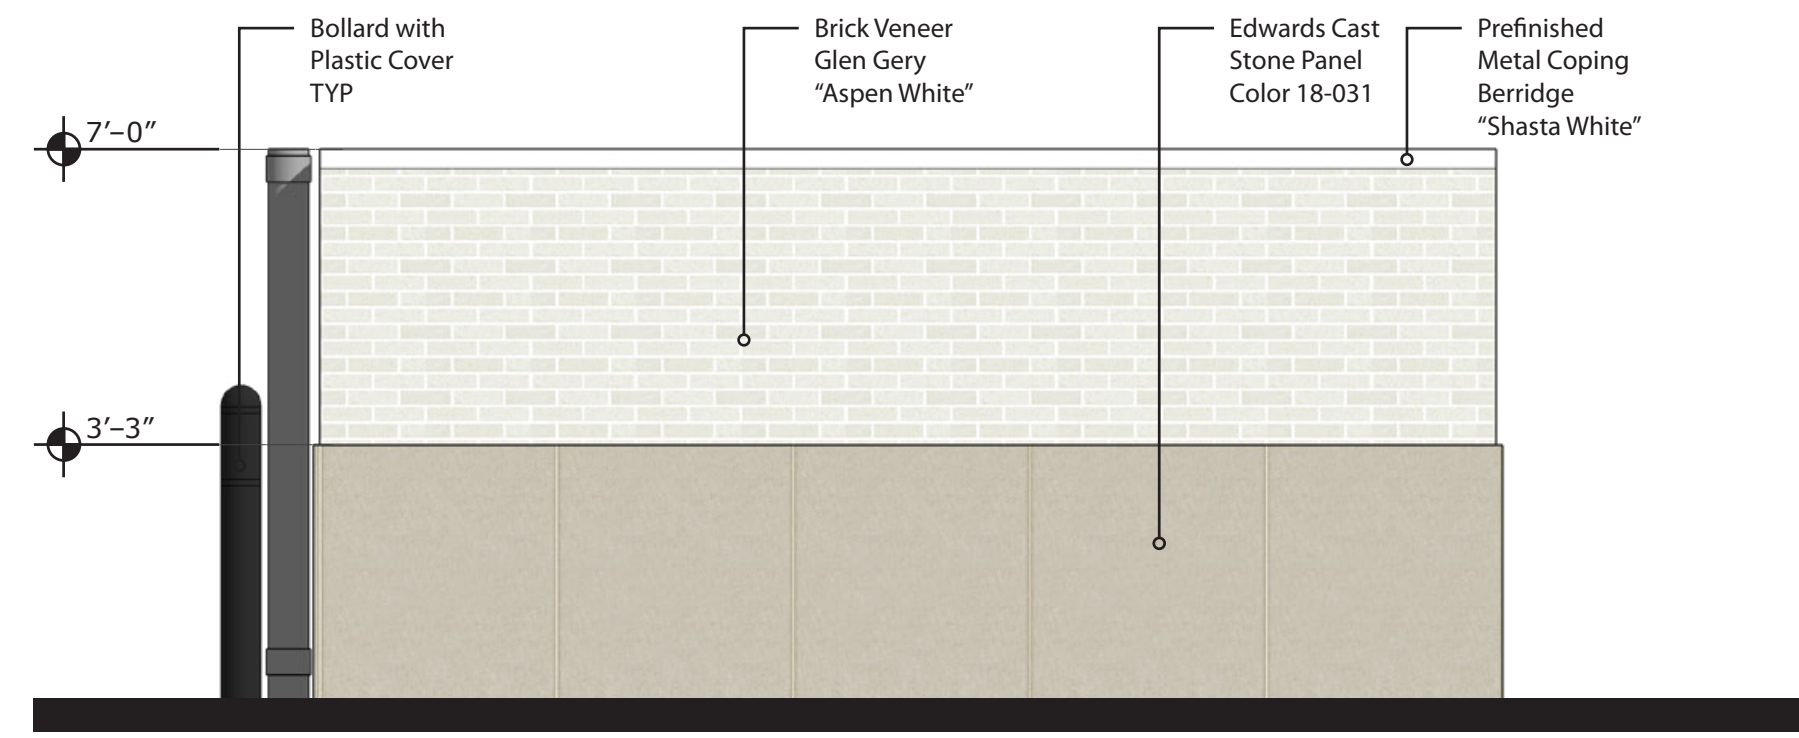 Bollard with
Plastic Cover
TYP
Brick Veneer
Glen Gery
“Aspen White”
Edwards Cast
Stone Panel
Color 18-031
Prefinished
Metal Coping
Berridge
“Shasta White”
7’–0”
3’–3”